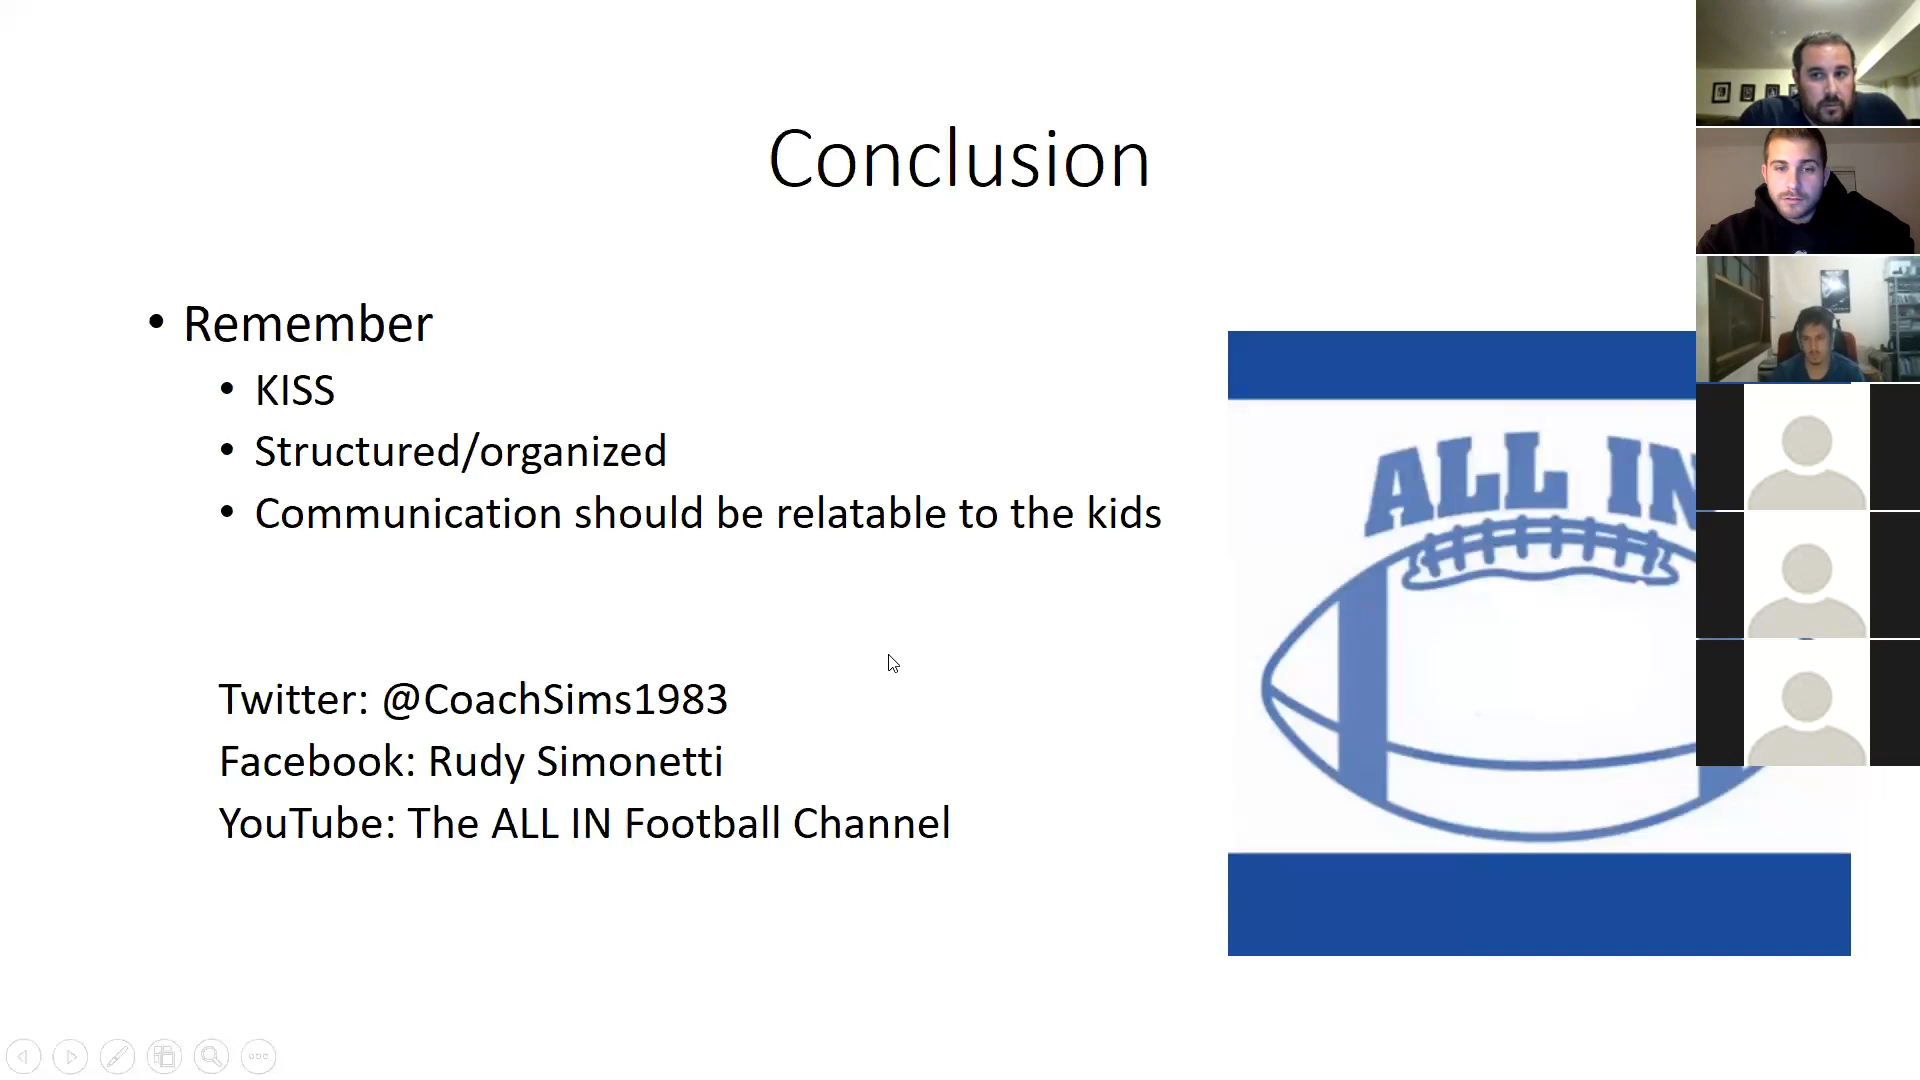 Conclusion
• Remember
• KISS
• Structured/organized
• Communication should be relatable to the kids
Twitter: @CoachSims1983
Facebook: Rudy Simonetti
YouTube: The ALL IN Football Channel
ALL IN